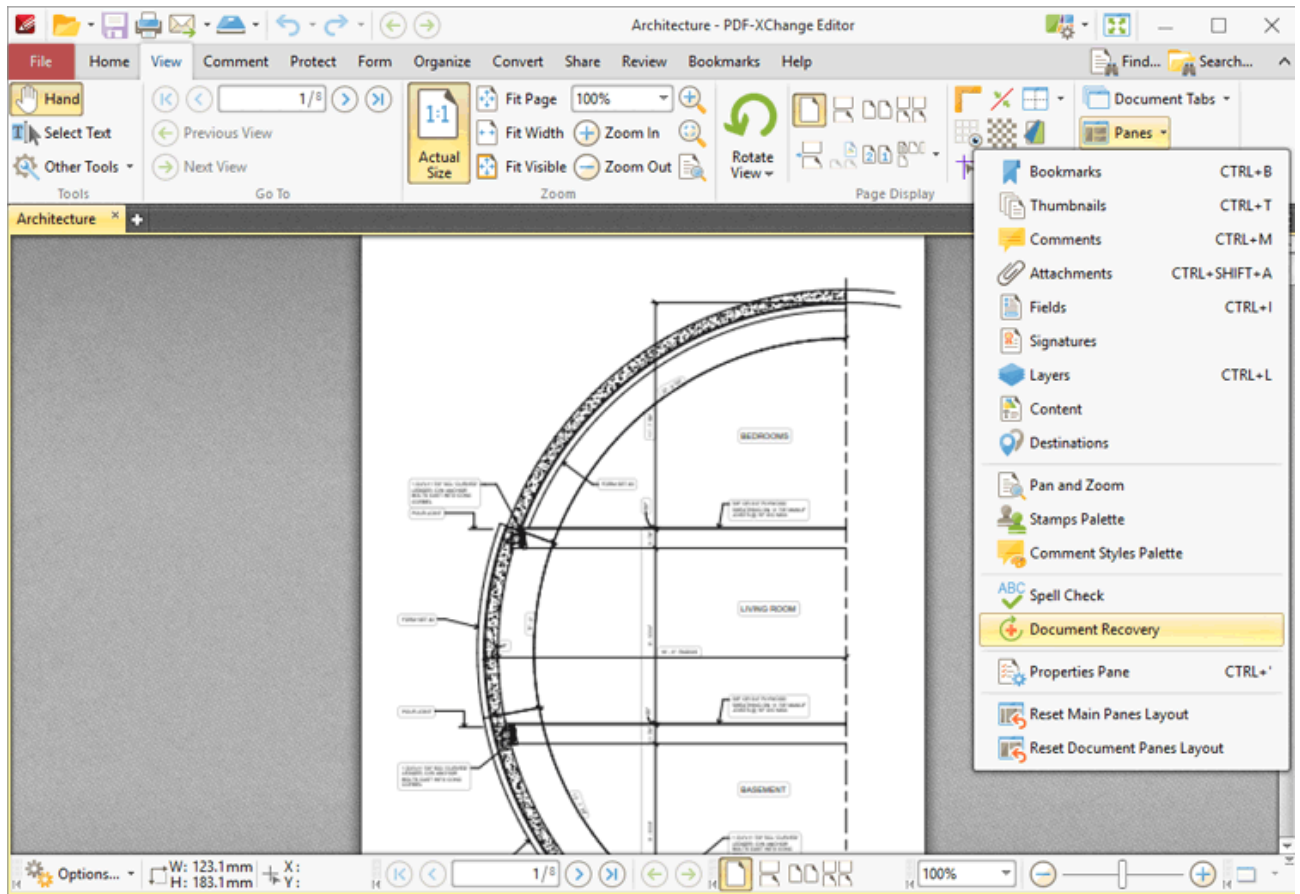 Architecture - PDF-XChange Editor
File Home View Comment Protect Form Organize Convert Share Review Bookmarks Help Find... Search...
Hand
Select Text
Other Tools
Tools
1/8
Previous View
Next View
Go To
1:1
Actual
Size
Fit Page
Fit Width
Fit Visible
100%
Zoom In
Zoom Out
Zoom
Rotate
View
Page Display
Document Tabs
Panes
Architecture
Bookmarks CTRL+B
Thumbnails CTRL+T
Comments CTRL+M
Attachments CTRL+SHIFT+A
Fields CTRL+I
Signatures
Layers CTRL+L
Content
Destinations
Pan and Zoom
Stamps Palette
Comment Styles Palette
ABC Spell Check
Document Recovery
Properties Pane CTRL+'
Reset Main Panes Layout
Reset Document Panes Layout
BEDROOMS
LIVING ROOM
BASEMENT
Options...
W: 123.1mm
H: 183.1mm
X:
Y:
1/8
100%